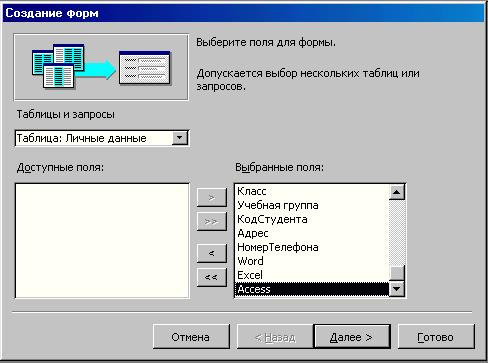 Создание форм
Выберите поля для формы.
Допускается выбор нескольких таблиц или
запросов.
Таблицы и запросы
Таблица: Личные данные
Доступные поля:
Выбранные поля:
>
>>
<
<<
Класс
Учебная группа
КодСтудента
Адрес
НомерТелефона
Word
Excel
Access
Отмена
< Назад
Далее >
Готово